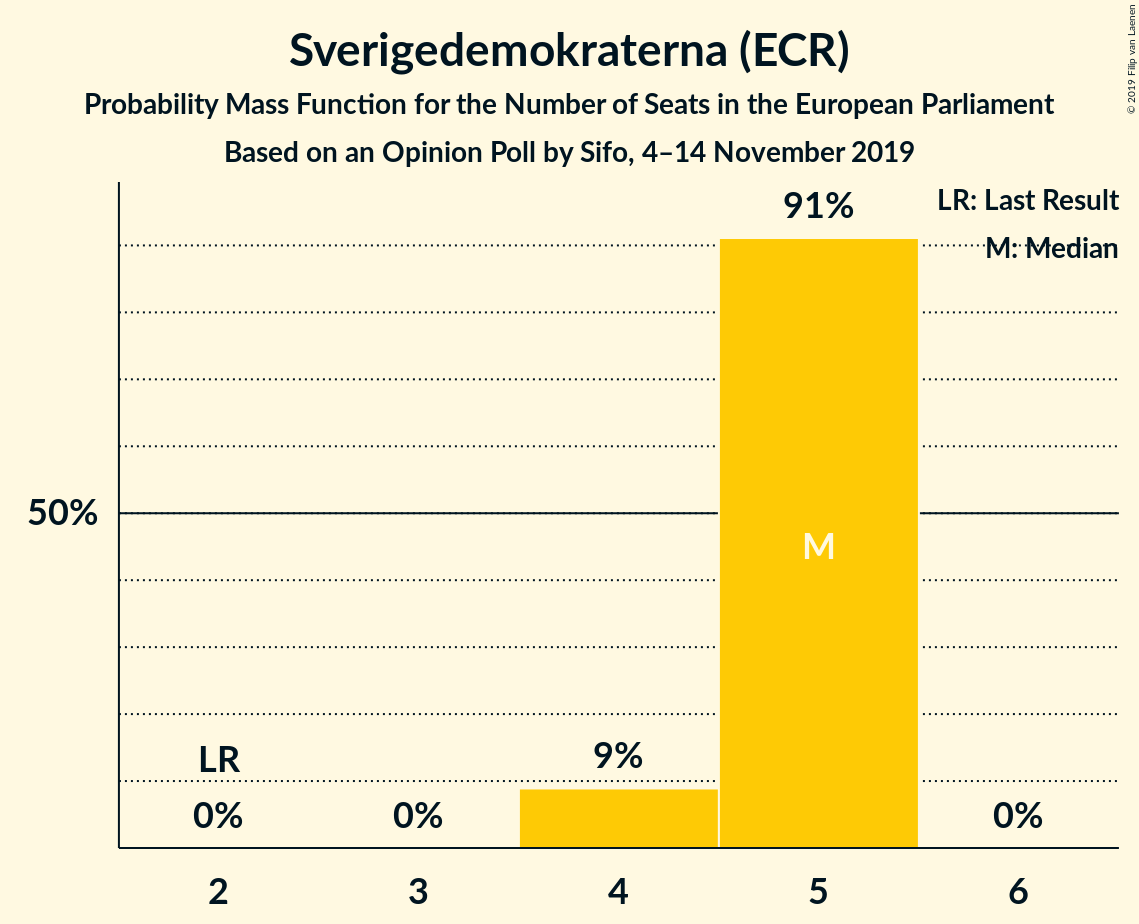 Sverigedemokraterna (ECR)
Probability Mass Function for the Number of Seats in the European Parliament
Based on an Opinion Poll by Sifo, 4–14 November 2019
© 2019 Filip van Laenen
LR: Last Result
M: Median
91%
50%
M
LR
9%
0%
0%
0%
2
3
4
5
6